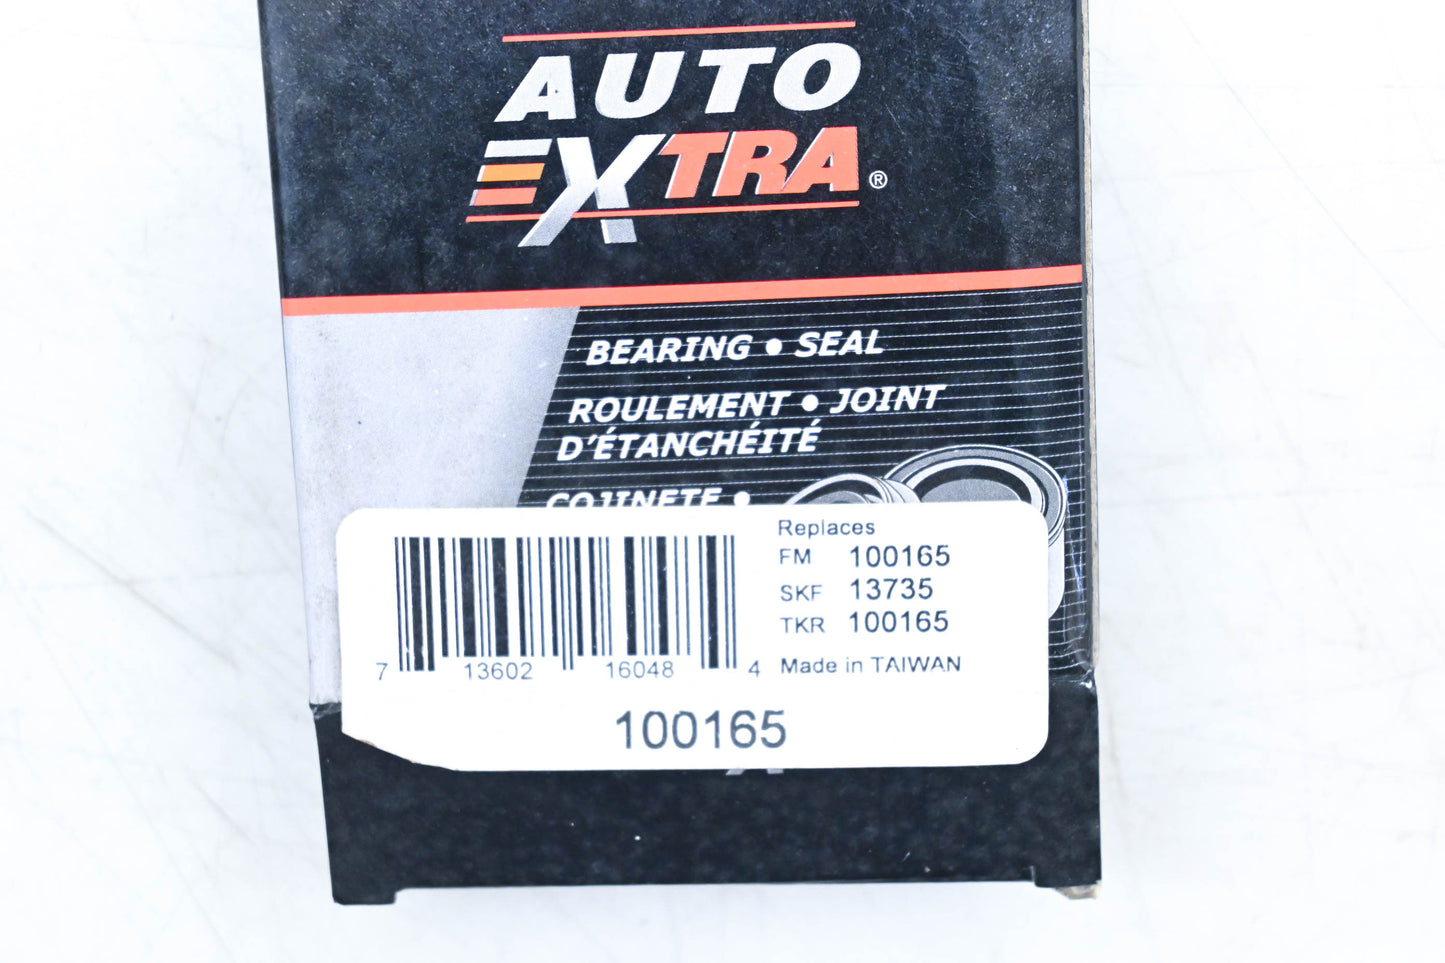 AUTO
EXTRA®
BEARING • SEAL
ROULEMENT • JOINT
D'ÉTANCHÉITÉ
COJINETE •
Replaces
FM 100165
SKF 13735
TKR 100165
Made in TAIWAN
7 13602 16048 4
100165